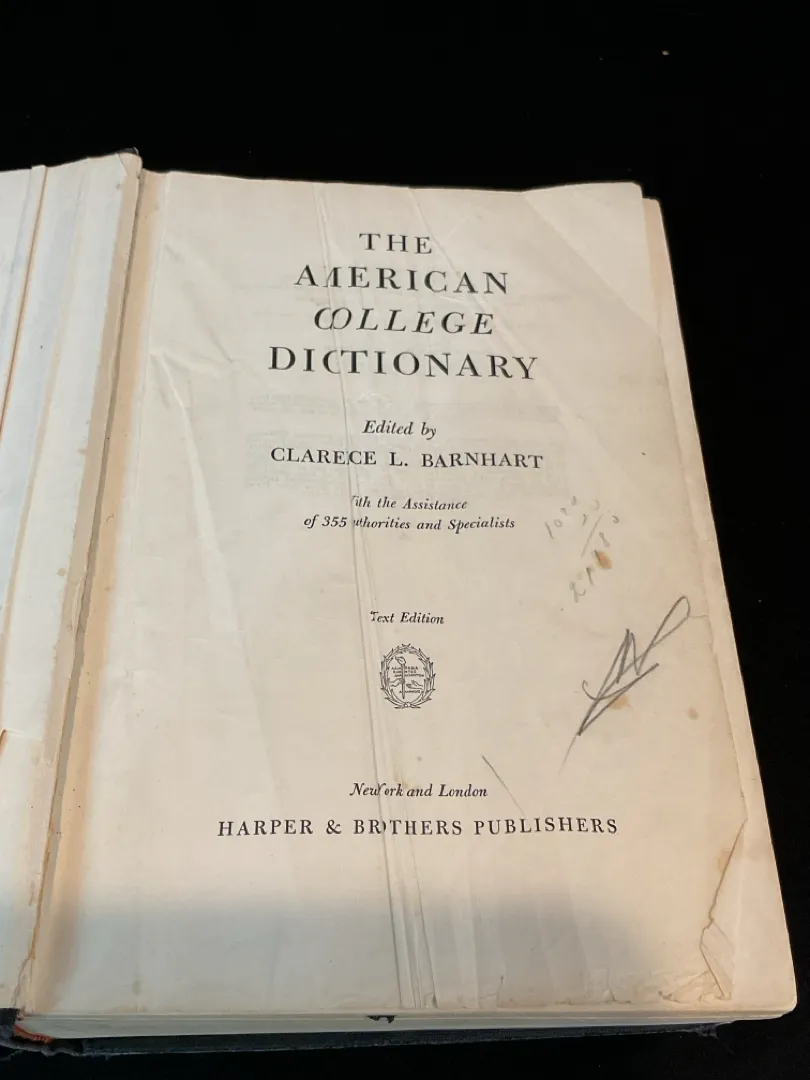 THE
AMERICAN
COLLEGE
DICTIONARY
Edited by
CLARENCE L. BARNHART
With the Assistance
of 355 Authorities and Specialists
Text Edition
New York and London
HARPER & BROTHERS PUBLISHERS